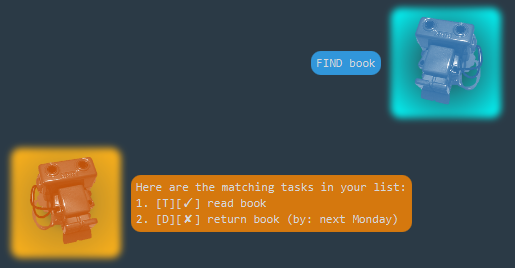 FIND book
Here are the matching tasks in your list:
1. [T][✓] read book
2. [D][✘] return book (by: next Monday)